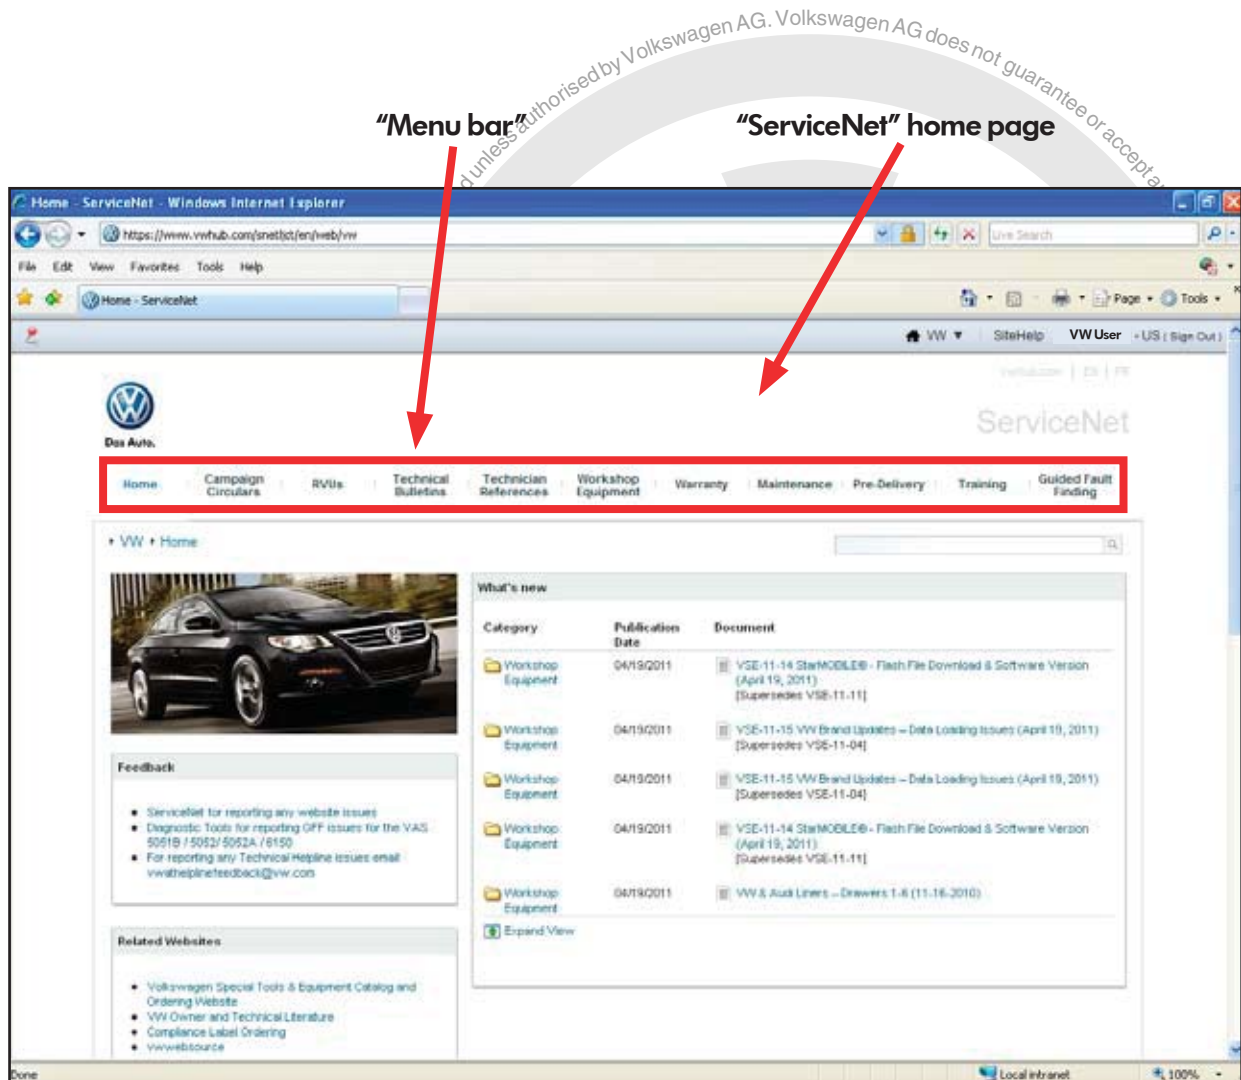 d unless authorised by Volkswagen AG. Volkswagen AG does not guarantee or accept a
"Menu bar"
"ServiceNet" home page
Home - ServiceNet - Windows Internet Explorer
https://www.vwhub.com/snetljct/en/web/vw
Live Search
File Edit View Favorites Tools Help
Home - ServiceNet
Page Tools
VW SiteHelp VW User - US ( Sign Out )
ES | FR
ServiceNet
Das Auto.
Home
Campaign Circulars
RVUs
Technical Bulletins
Technician References
Workshop Equipment
Warranty
Maintenance
Pre-Delivery
Training
Guided Fault Finding
VW Home
What's new
Category
Publication Date
Document
Workshop Equipment
04/19/2011
VSE-11-14 StarMOBILE® - Flash File Download & Software Version
(April 19, 2011)
[Supersedes VSE-11-11]
Workshop Equipment
04/19/2011
VSE-11-15 VW Brand Updates – Data Loading Issues (April 19, 2011)
[Supersedes VSE-11-04]
Workshop Equipment
04/19/2011
VSE-11-15 VW Brand Updates – Data Loading Issues (April 19, 2011)
[Supersedes VSE-11-04]
Workshop Equipment
04/19/2011
VSE-11-14 StarMOBILE® - Flash File Download & Software Version
(April 19, 2011)
[Supersedes VSE-11-11]
Workshop Equipment
04/19/2011
VW & Audi Liners – Drawers 1-6 (11-16-2010)
Expand View
Feedback
ServiceNet for reporting any website issues
Diagnostic Tools for reporting GFF issues for the VAS
5051B / 5052/ 5052A / 6150
For reporting any Technical Helpline issues email
vwathelplinefeedback@vw.com
Related Websites
Volkswagen Special Tools & Equipment Catalog and
Ordering Website
VW Owner and Technical Literature
Compliance Label Ordering
vwwebsource
Done
Local intranet
100%